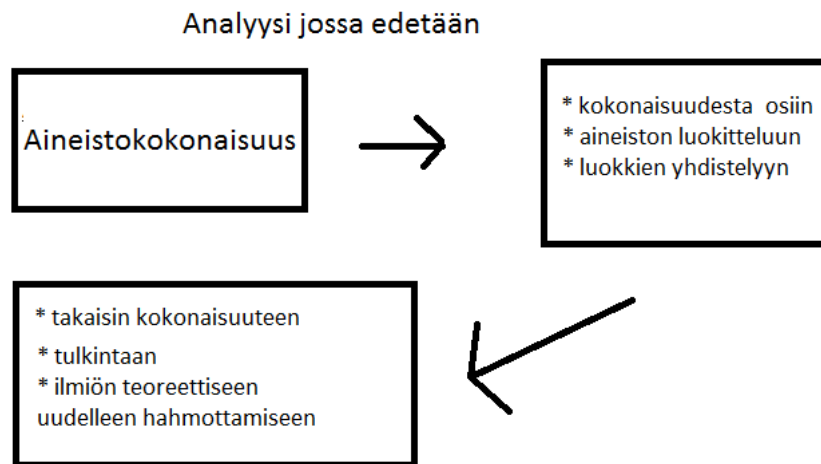 Analyysi jossa edetään
Aineistokokonaisuus
* kokonaisuudesta osiin
* aineiston luokitteluun
* luokkien yhdistelyyn
* takaisin kokonaisuuteen
* tulkintaan
* ilmiön teoreettiseen
uudelleen hahmottamiseen